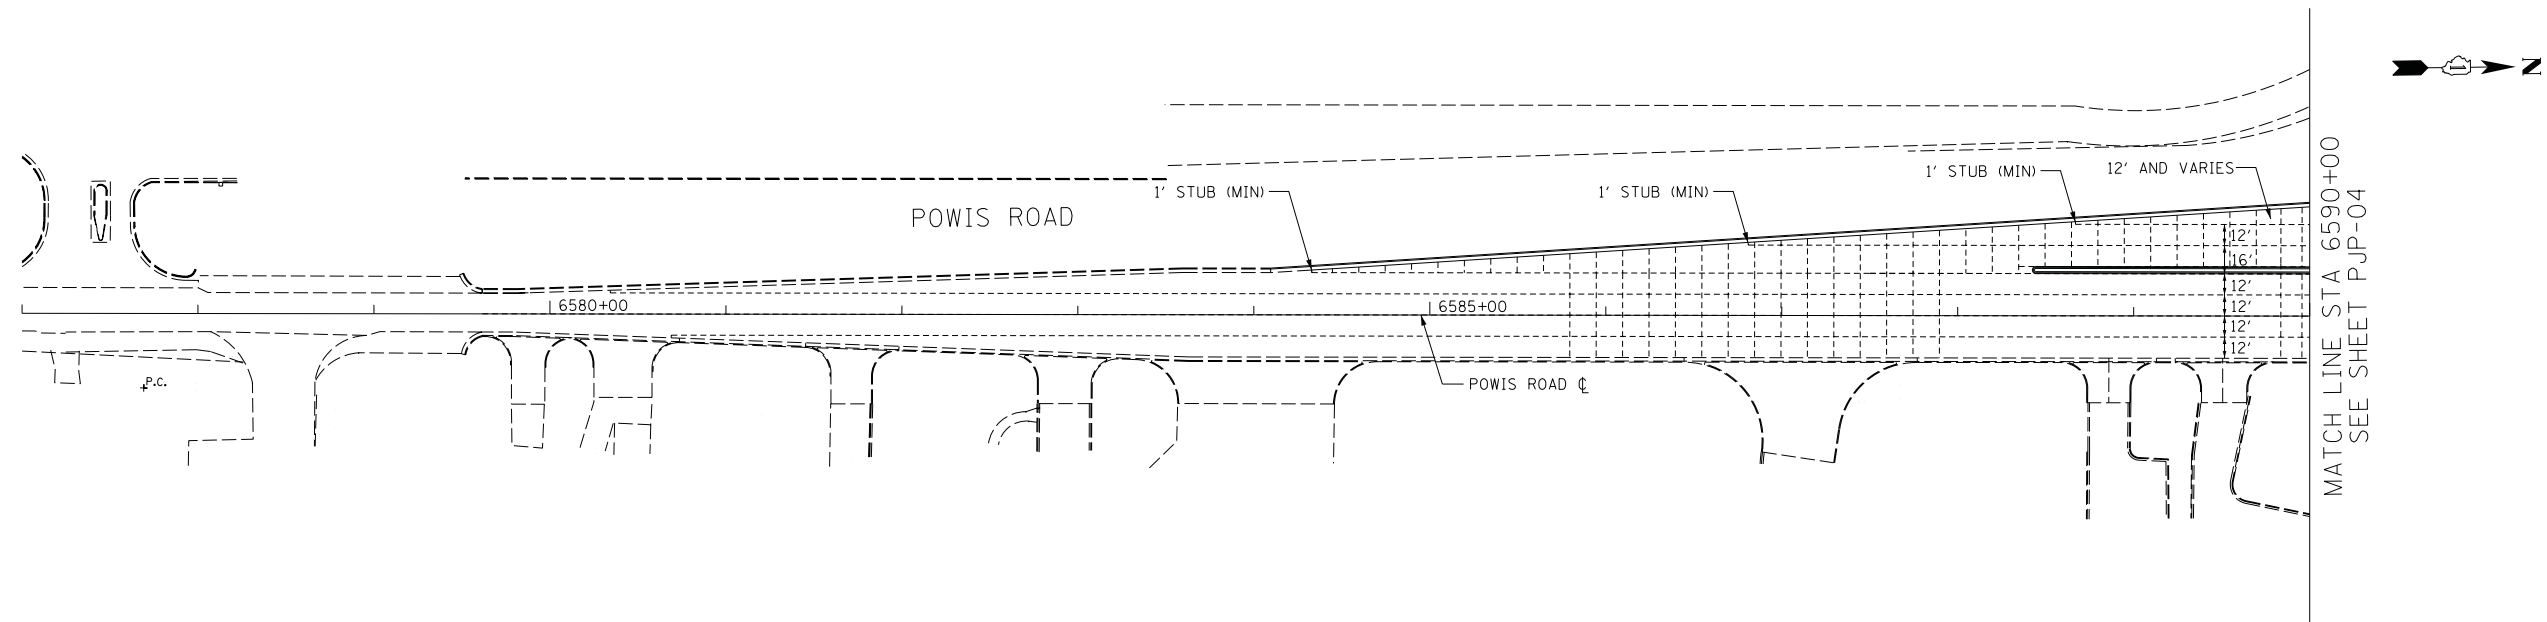 N
1' STUB (MIN)
1' STUB (MIN)
1' STUB (MIN)
12' AND VARIES
POWIS ROAD
12'
16'
12'
12'
12'
12'
6580+00
6585+00
P.C.
POWIS ROAD ℄
MATCH LINE STA 6590+00
SEE SHEET PJP-04